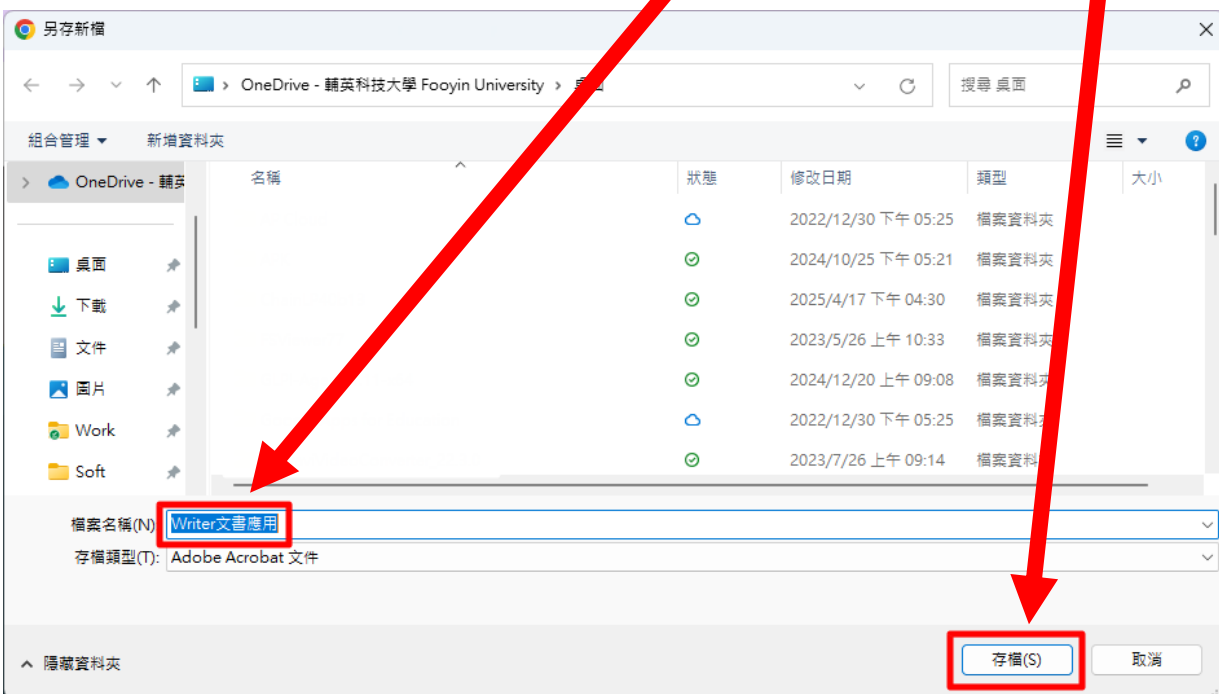 另存新檔
OneDrive - 輔英科技大學 Fooyin University
搜尋 桌面
組合管理 新增資料夾
OneDrive - 輔英
名稱 狀態 修改日期 類型 大小
2022/12/30 下午 05:25 檔案資料夾
桌面 2024/10/25 下午 05:21 檔案資料夾
下載 2025/4/17 下午 04:30 檔案資料夾
文件 2023/5/26 上午 10:33 檔案資料夾
圖片 2024/12/20 上午 09:08 檔案資料夾
Work 2022/12/30 下午 05:25 檔案資料夾
Soft 2023/7/26 上午 09:14 檔案資料
檔案名稱(N) Writer文書應用
存檔類型(T): Adobe Acrobat 文件
隱藏資料夾 存檔(S) 取消